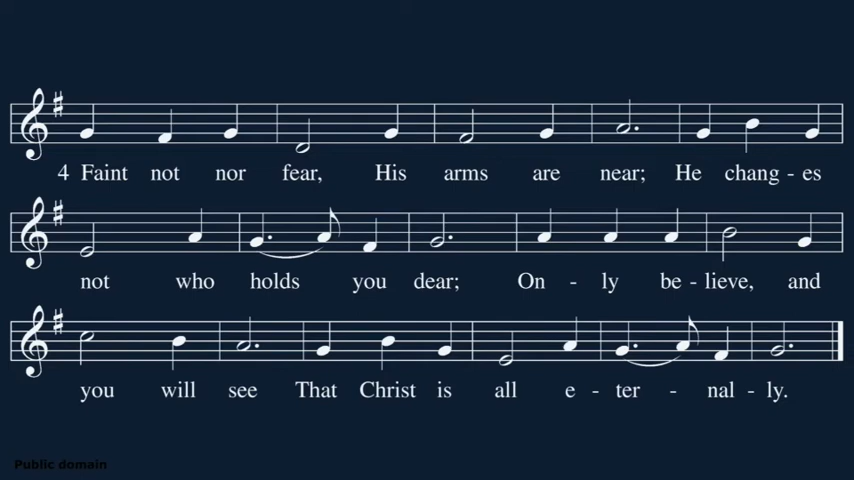 4 Faint not nor fear, His arms are near; He chang - es
not who holds you dear; On - ly be - lieve, and
you will see That Christ is all e - ter - nal - ly.
Public domain